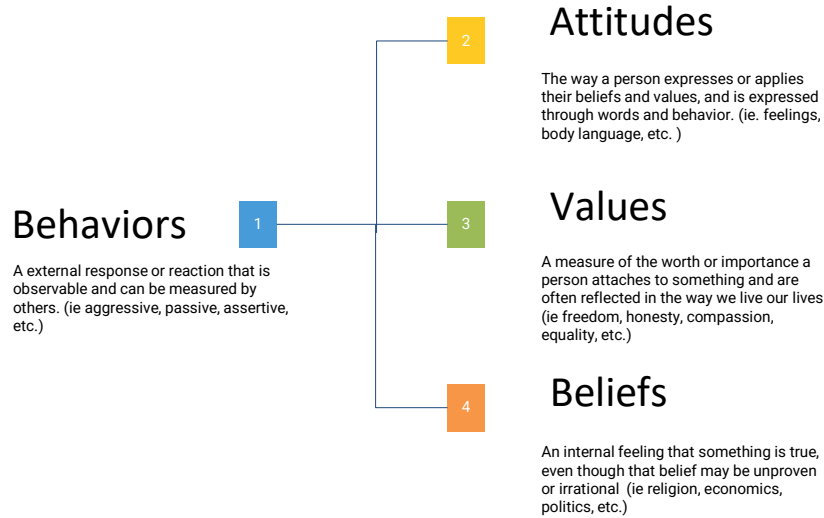 Behaviors
1
A external response or reaction that is
observable and can be measured by
others. (ie aggressive, passive, assertive,
etc.)
2
Attitudes
The way a person expresses or applies
their beliefs and values, and is expressed
through words and behavior. (ie. feelings,
body language, etc. )
3
Values
A measure of the worth or importance a
person attaches to something and are
often reflected in the way we live our lives
(ie freedom, honesty, compassion,
equality, etc.)
4
Beliefs
An internal feeling that something is true,
even though that belief may be unproven
or irrational  (ie religion, economics,
politics, etc.)